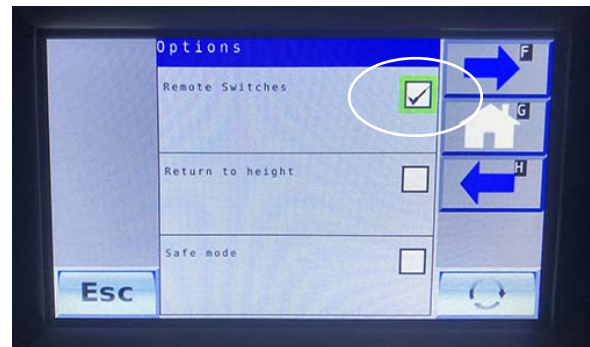 Options
F
Remote Switches
G
Return to height
H
Safe mode
Esc